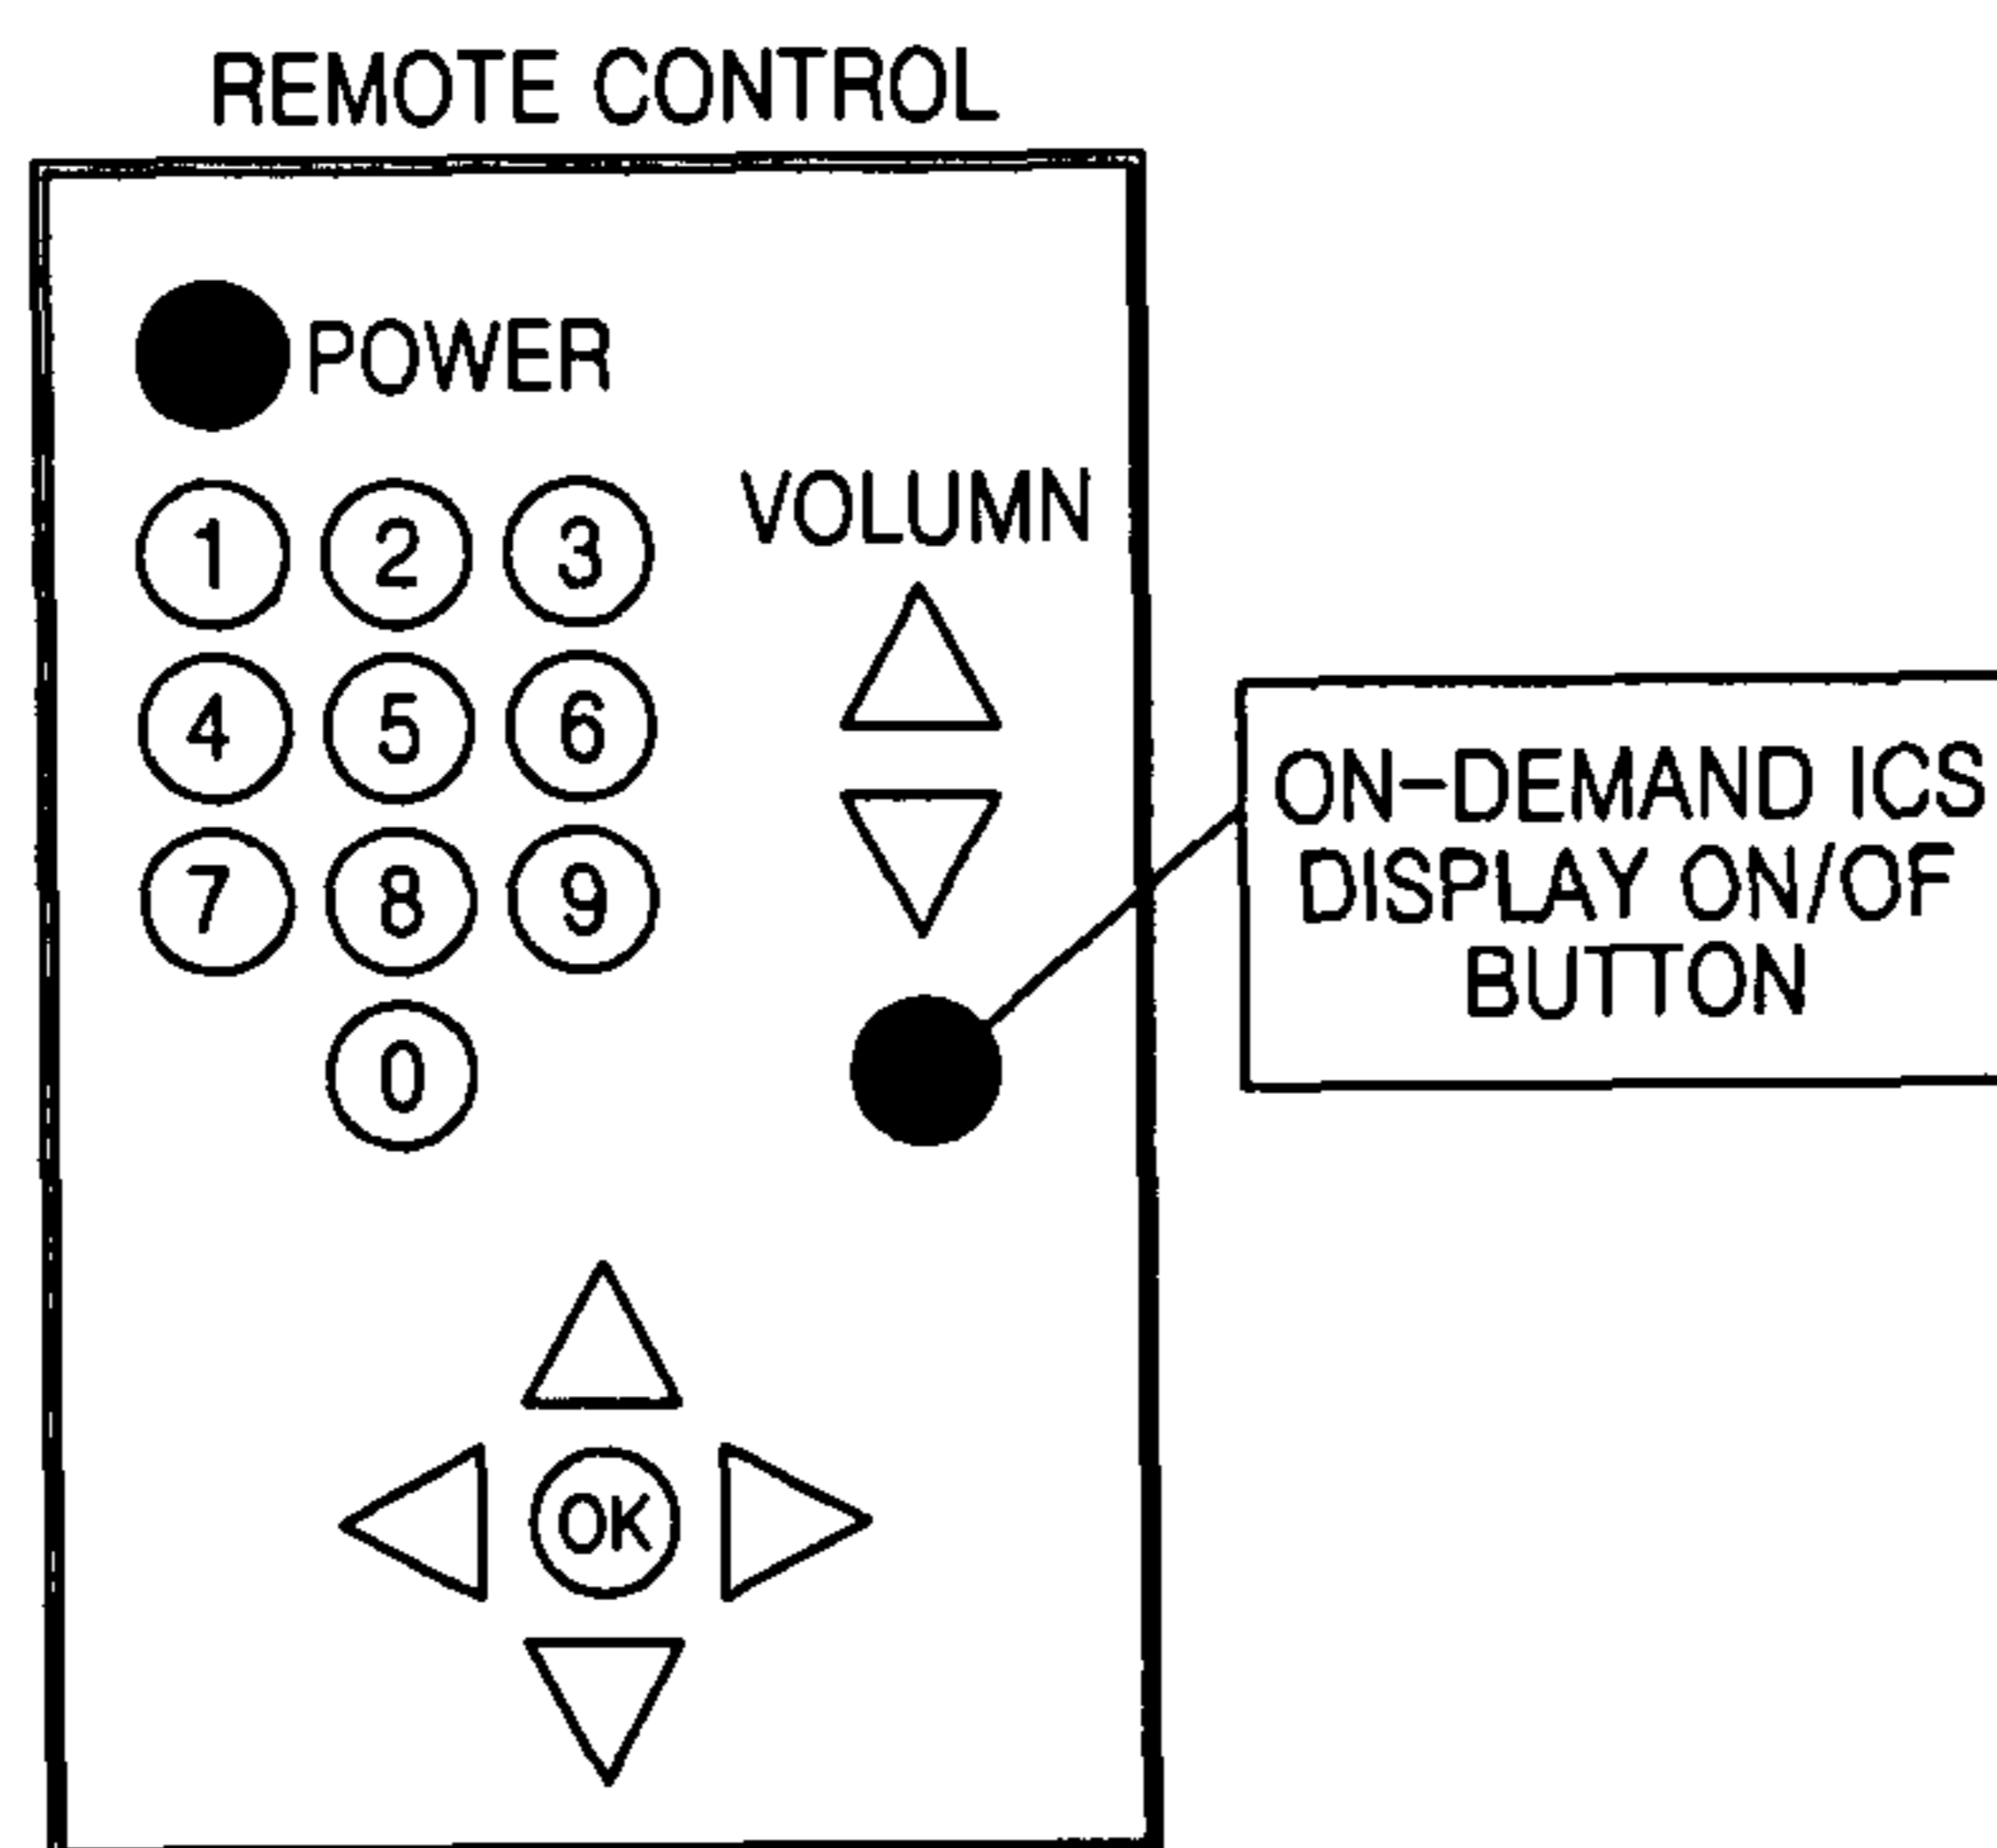 REMOTE CONTROL
POWER
1 2 3
VOLUMN
4 5 6
7 8 9
0
ON-DEMAND ICS
DISPLAY ON/OF
BUTTON
OK